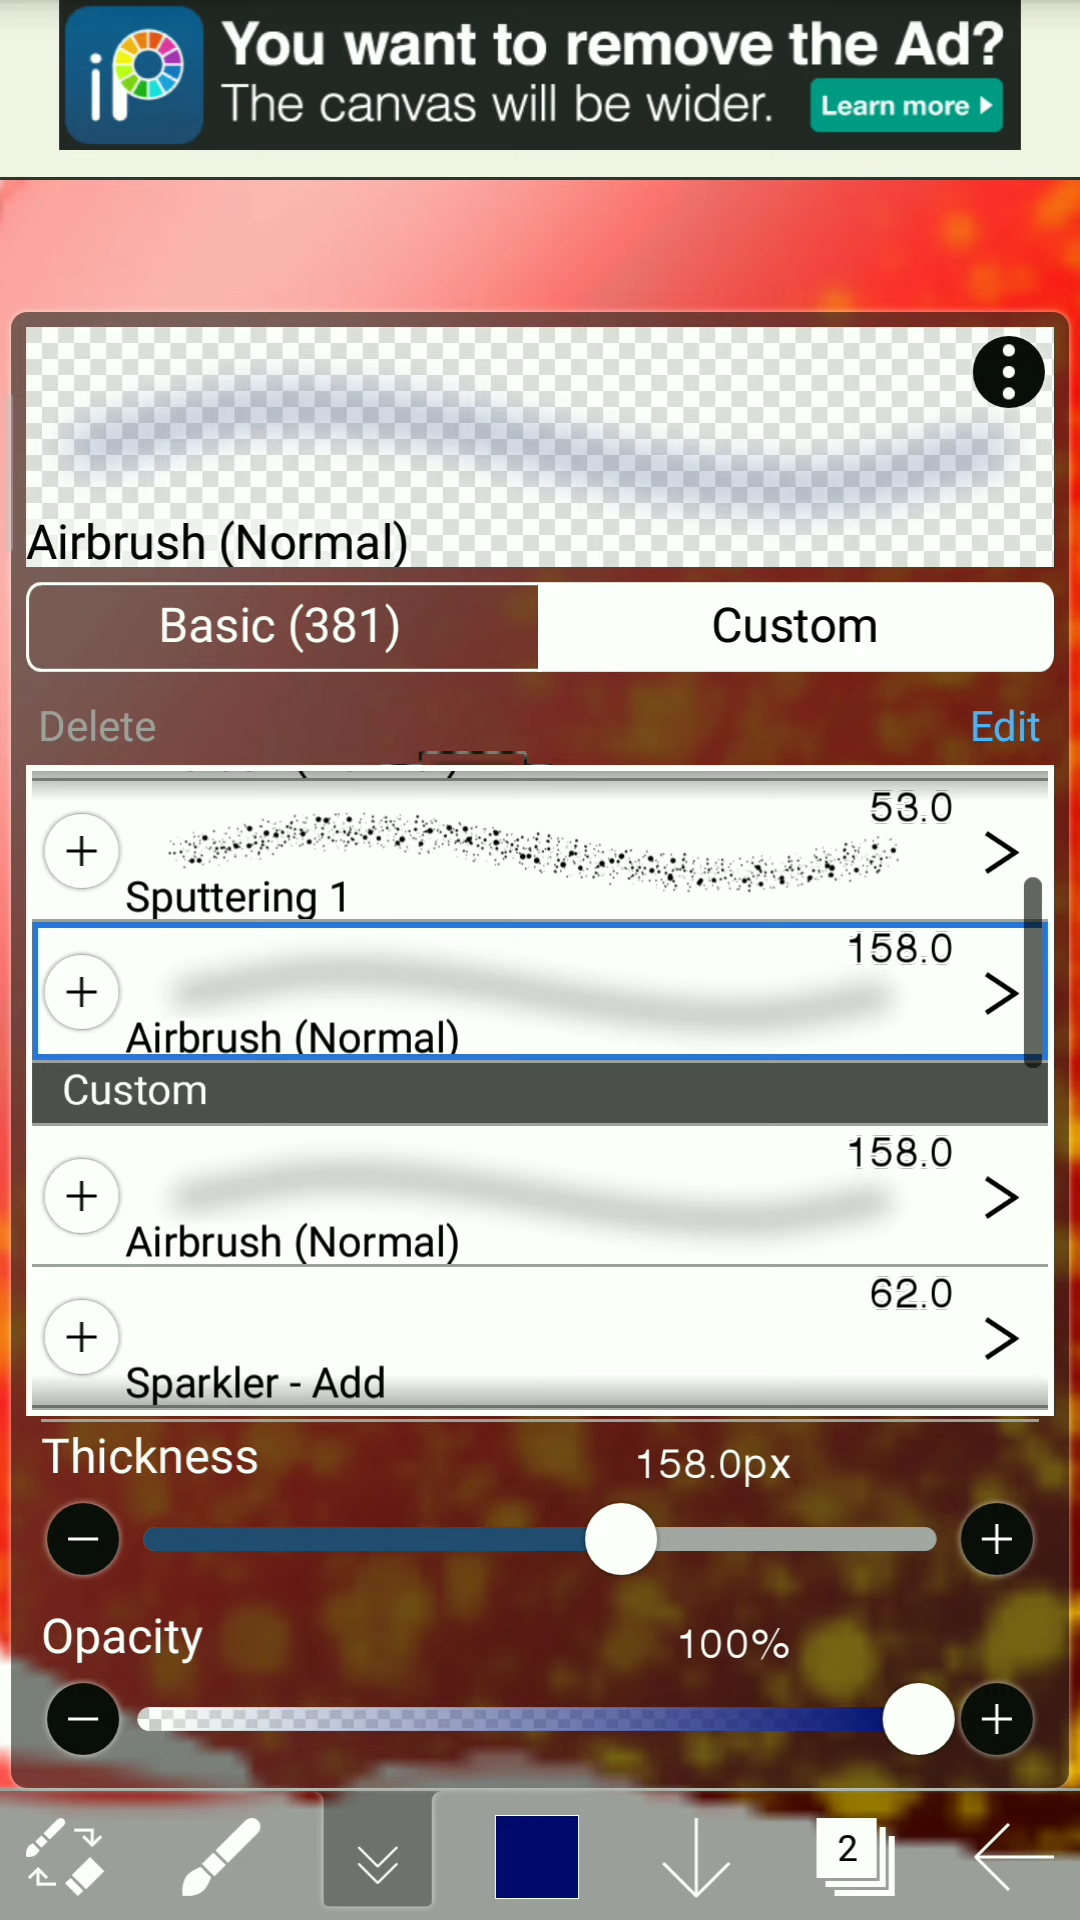 iP
You want to remove the Ad?
The canvas will be wider.
Learn more
Airbrush (Normal)
Basic (381)
Custom
Delete
Edit
53.0
Sputtering 1
158.0
Airbrush (Normal)
Custom
158.0
Airbrush (Normal)
62.0
Sparkler - Add
Thickness
158.0px
Opacity
100%
2